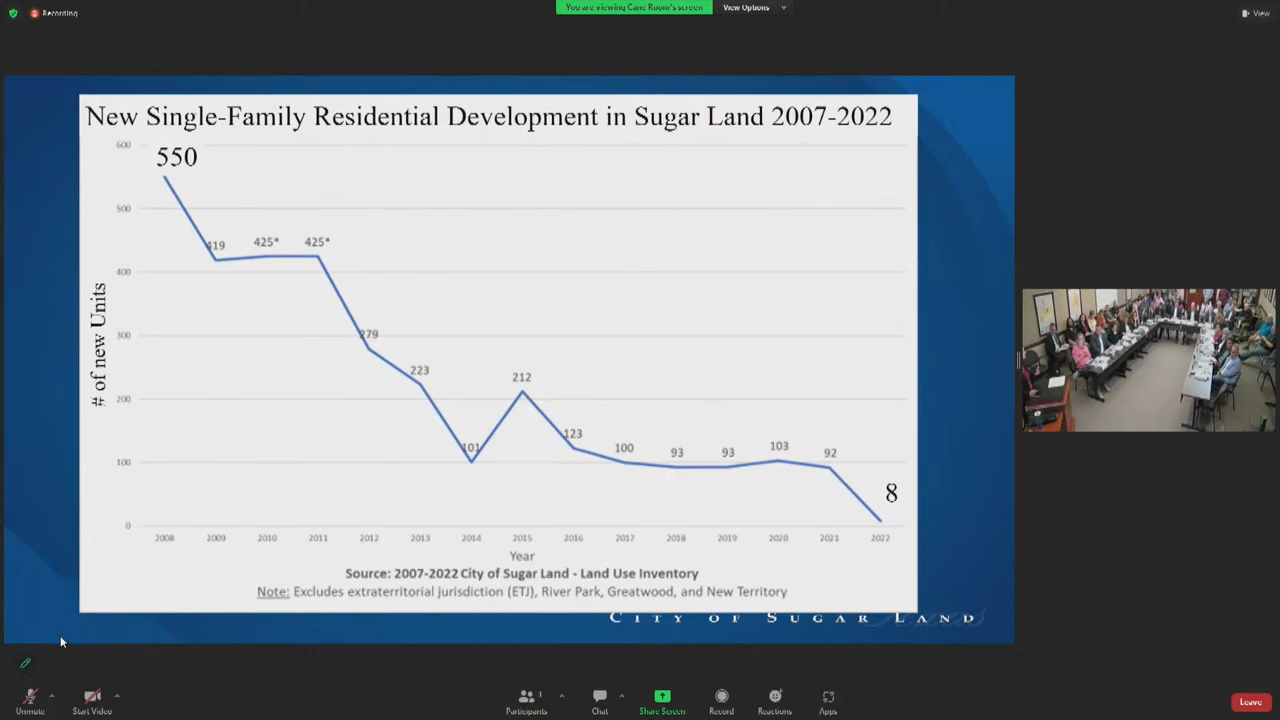 Recording
You are viewing Cane Room's screen
View Options
View
New Single-Family Residential Development in Sugar Land 2007-2022
600
550
500
419
425*
425*
400
# of new Units
300
279
223
212
200
101
123
100
93
93
103
92
100
8
0
2008 2009 2010 2011 2012 2013 2014 2015 2016 2017 2018 2019 2020 2021 2022
Year
Source: 2007-2022 City of Sugar Land - Land Use Inventory
Note: Excludes extraterritorial jurisdiction (ETJ), River Park, Greatwood, and New Territory
CITY OF SUGAR LAND
Unmute
Start Video
1
Participants
Chat
Share Screen
Record
Reactions
Apps
Leave